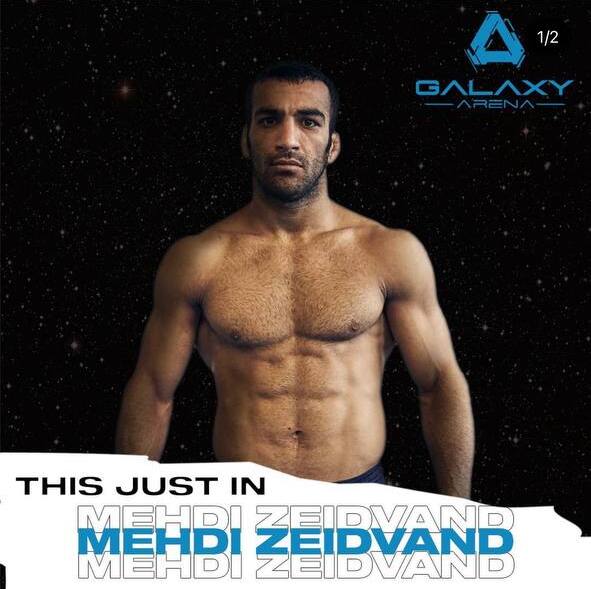 1/2
GALAXY
ARENA
THIS JUST IN
MEHDI ZEIDVAND
MEHDI ZEIDVAND
MEHDI ZEIDVAND